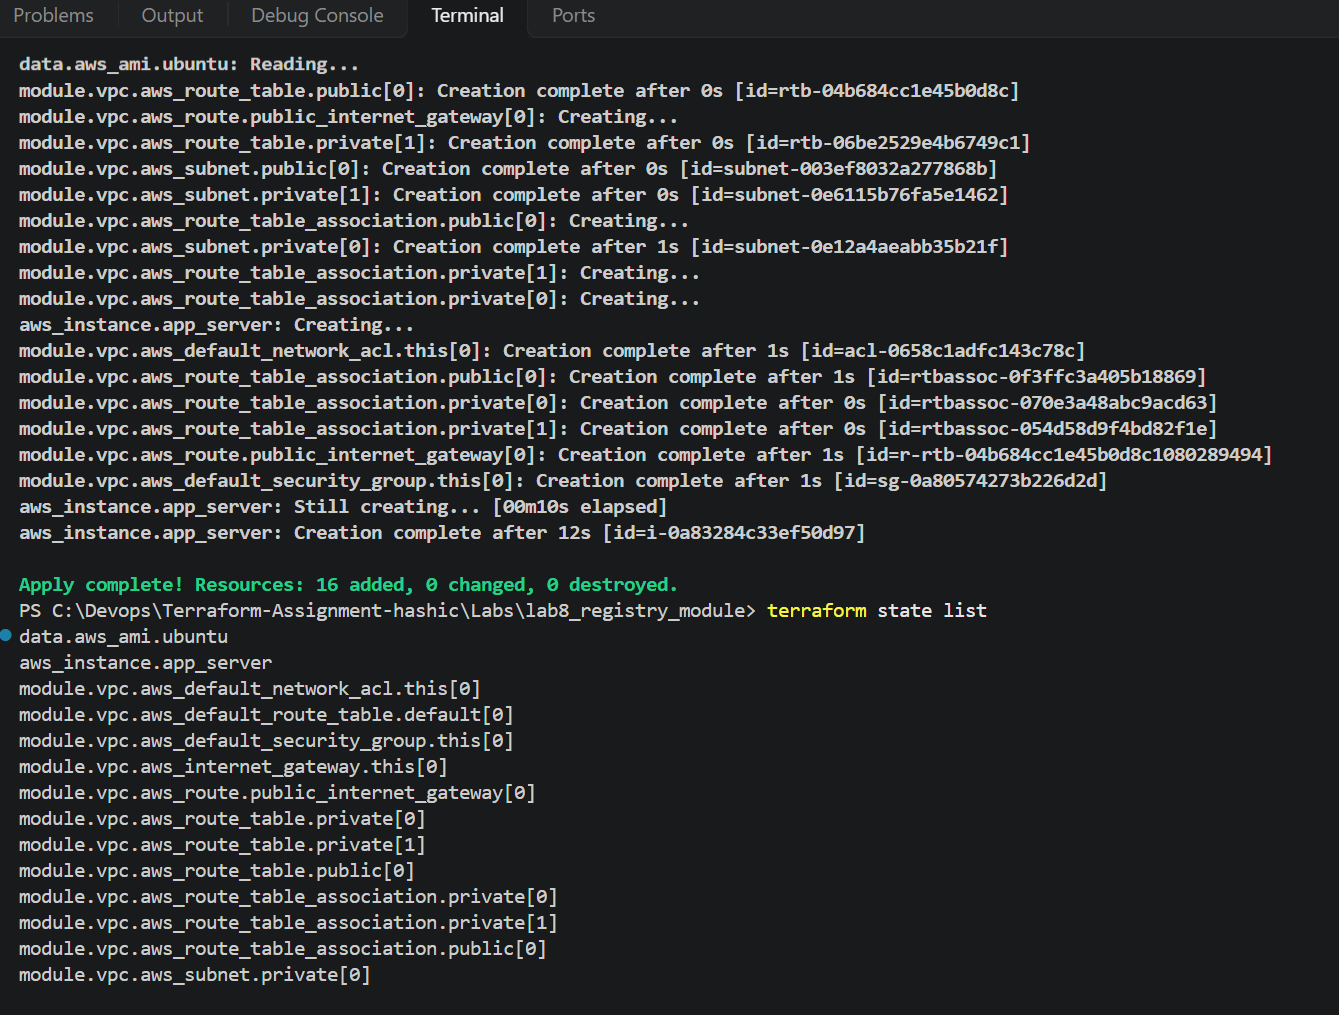 Problems Output Debug Console Terminal Ports
data.aws_ami.ubuntu: Reading...
module.vpc.aws_route_table.public[0]: Creation complete after 0s [id=rtb-04b684cc1e45b0d8c]
module.vpc.aws_route.public_internet_gateway[0]: Creating...
module.vpc.aws_route_table.private[1]: Creation complete after 0s [id=rtb-06be2529e4b6749c1]
module.vpc.aws_subnet.public[0]: Creation complete after 0s [id=subnet-003ef8032a277868b]
module.vpc.aws_subnet.private[1]: Creation complete after 0s [id=subnet-0e6115b76fa5e1462]
module.vpc.aws_route_table_association.public[0]: Creating...
module.vpc.aws_subnet.private[0]: Creation complete after 1s [id=subnet-0e12a4aeabb35b21f]
module.vpc.aws_route_table_association.private[1]: Creating...
module.vpc.aws_route_table_association.private[0]: Creating...
aws_instance.app_server: Creating...
module.vpc.aws_default_network_acl.this[0]: Creation complete after 1s [id=acl-0658c1adfc143c78c]
module.vpc.aws_route_table_association.public[0]: Creation complete after 1s [id=rtbassoc-0f3ffc3a405b18869]
module.vpc.aws_route_table_association.private[0]: Creation complete after 0s [id=rtbassoc-070e3a48abc9acd63]
module.vpc.aws_route_table_association.private[1]: Creation complete after 0s [id=rtbassoc-054d58d9f4bd82f1e]
module.vpc.aws_route.public_internet_gateway[0]: Creation complete after 1s [id=r-rtb-04b684cc1e45b0d8c1080289494]
module.vpc.aws_default_security_group.this[0]: Creation complete after 1s [id=sg-0a80574273b226d2d]
aws_instance.app_server: Still creating... [00m10s elapsed]
aws_instance.app_server: Creation complete after 12s [id=i-0a83284c33ef50d97]
Apply complete! Resources: 16 added, 0 changed, 0 destroyed.
PS C:\Devops\Terraform-Assignment-hashic\Labs\lab8_registry_module> terraform state list
data.aws_ami.ubuntu
aws_instance.app_server
module.vpc.aws_default_network_acl.this[0]
module.vpc.aws_default_route_table.default[0]
module.vpc.aws_default_security_group.this[0]
module.vpc.aws_internet_gateway.this[0]
module.vpc.aws_route.public_internet_gateway[0]
module.vpc.aws_route_table.private[0]
module.vpc.aws_route_table.private[1]
module.vpc.aws_route_table.public[0]
module.vpc.aws_route_table_association.private[0]
module.vpc.aws_route_table_association.private[1]
module.vpc.aws_route_table_association.public[0]
module.vpc.aws_subnet.private[0]